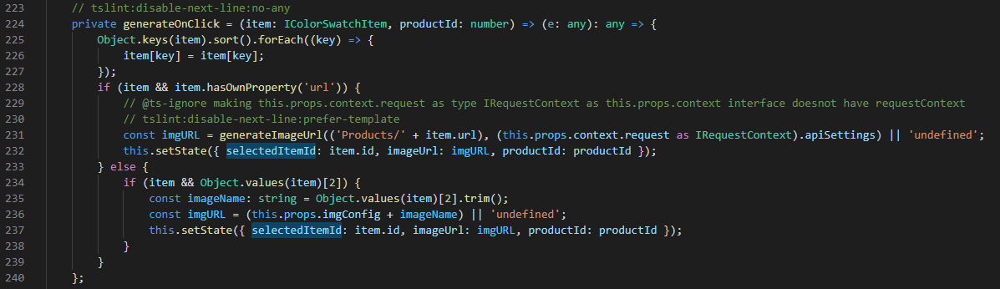 223 // tslint:disable-next-line:no-any
224 private generateOnClick = (item: IColorSwatchItem, productId: number) => (e: any): any => {
225 Object.keys(item).sort().forEach((key) => {
226 item[key] = item[key];
227 });
228 if (item && item.hasOwnProperty('url')) {
229 // @ts-ignore making this.props.context.request as type IRequestContext as this.props.context interface doesnot have requestContext
230 // tslint:disable-next-line:prefer-template
231 const imgURL = generateImageUrl(('Products/' + item.url), (this.props.context.request as IRequestContext).apiSettings) || 'undefined';
232 this.setState({ selectedItemId: item.id, imageUrl: imgURL, productId: productId });
233 } else {
234 if (item && Object.values(item)[2]) {
235 const imageName: string = Object.values(item)[2].trim();
236 const imgURL = (this.props.imgConfig + imageName) || 'undefined';
237 this.setState({ selectedItemId: item.id, imageUrl: imgURL, productId: productId });
238 }
239 }
240 };